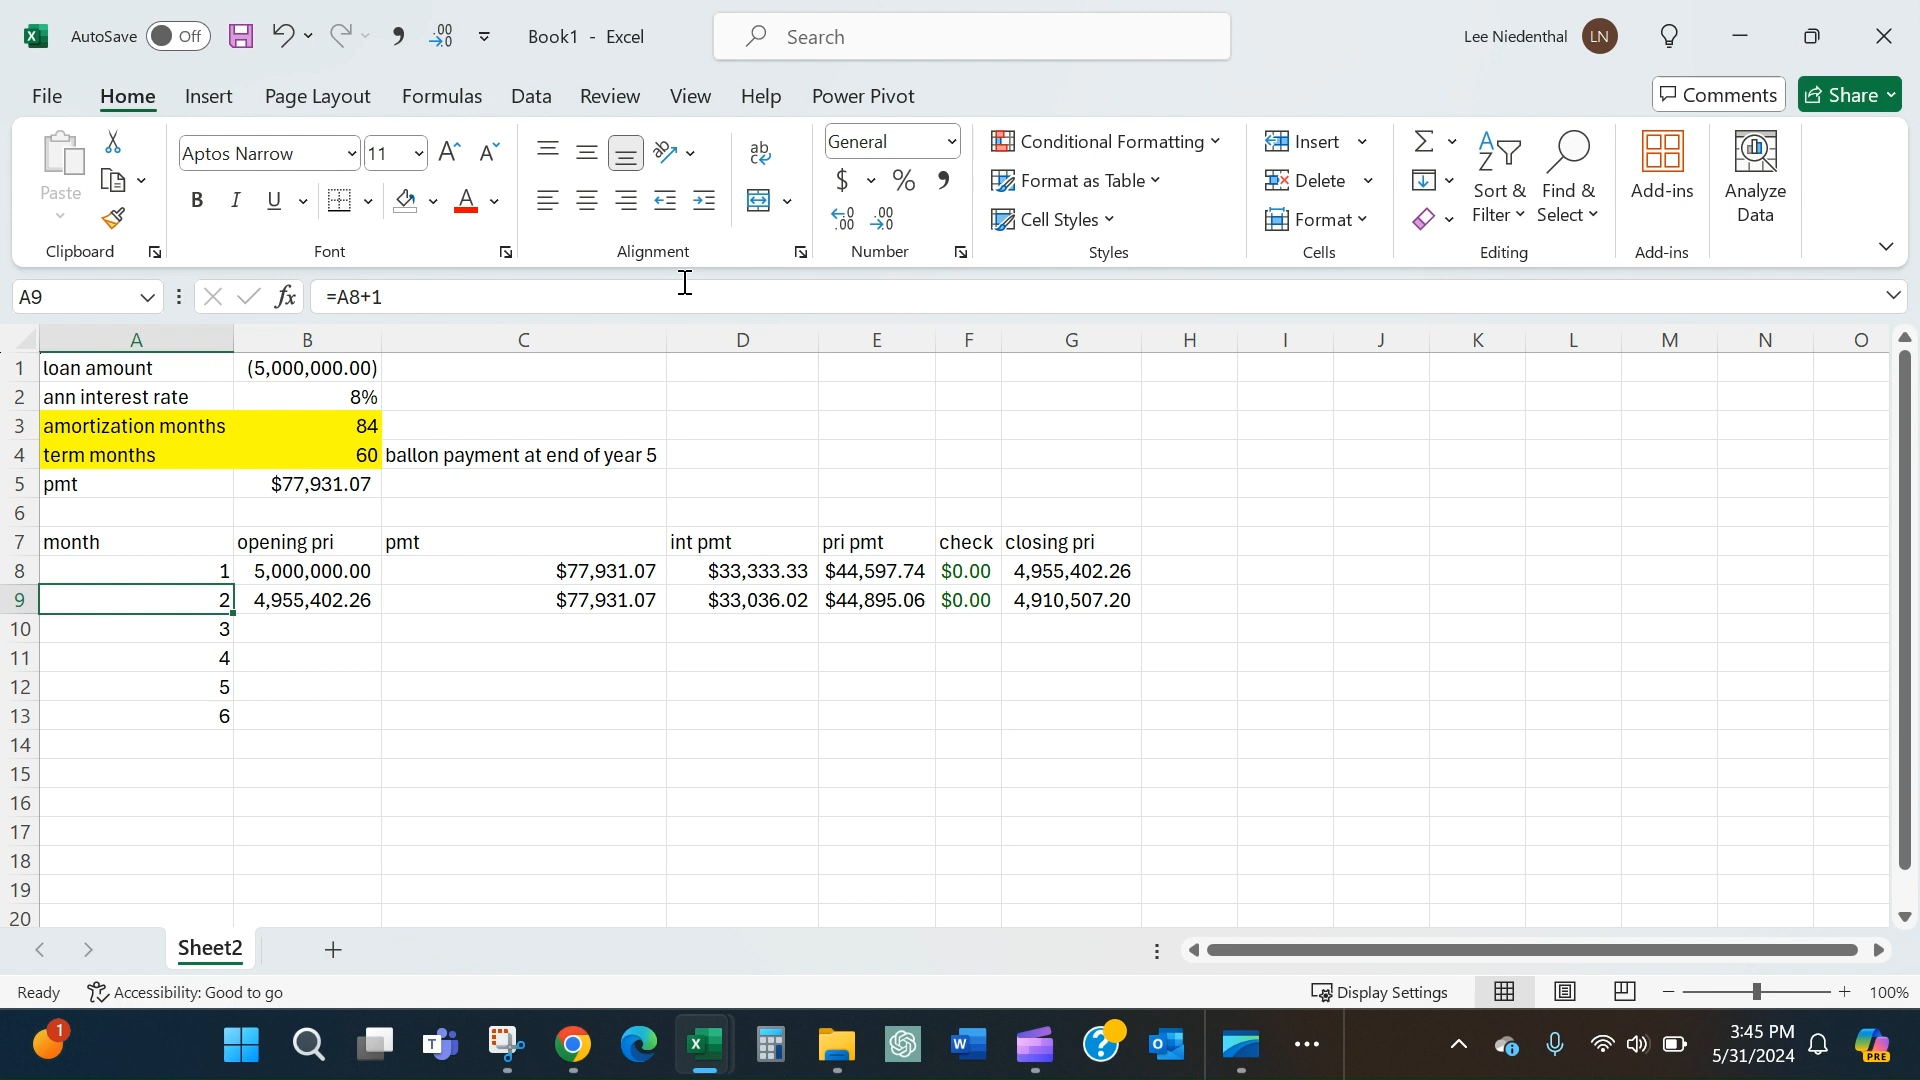 AutoSave Off Book1 - Excel Search Lee Niedenthal LN
File Home Insert Page Layout Formulas Data Review View Help Power Pivot Comments Share
Paste
Clipboard
Aptos Narrow 11
B I U
Font
ab
Alignment
General
$ % ,
Number
Conditional Formatting
Format as Table
Cell Styles
Styles
Insert
Delete
Format
Cells
Sort & Filter
Find & Select
Editing
Add-ins
Add-ins
Analyze Data
A9 fx =A8+1
A B C D E F G H I J K L M N O
1 loan amount (5,000,000.00)
2 ann interest rate 8%
3 amortization months 84
4 term months 60 ballon payment at end of year 5
5 pmt $77,931.07
6
7 month opening pri pmt int pmt pri pmt check closing pri
8 1 5,000,000.00 $77,931.07 $33,333.33 $44,597.74 $0.00 4,955,402.26
9 2 4,955,402.26 $77,931.07 $33,036.02 $44,895.06 $0.00 4,910,507.20
10 3
11 4
12 5
13 6
14
15
16
17
18
19
20
Sheet2
Ready Accessibility: Good to go Display Settings 100%
1
PRE
3:45 PM
5/31/2024